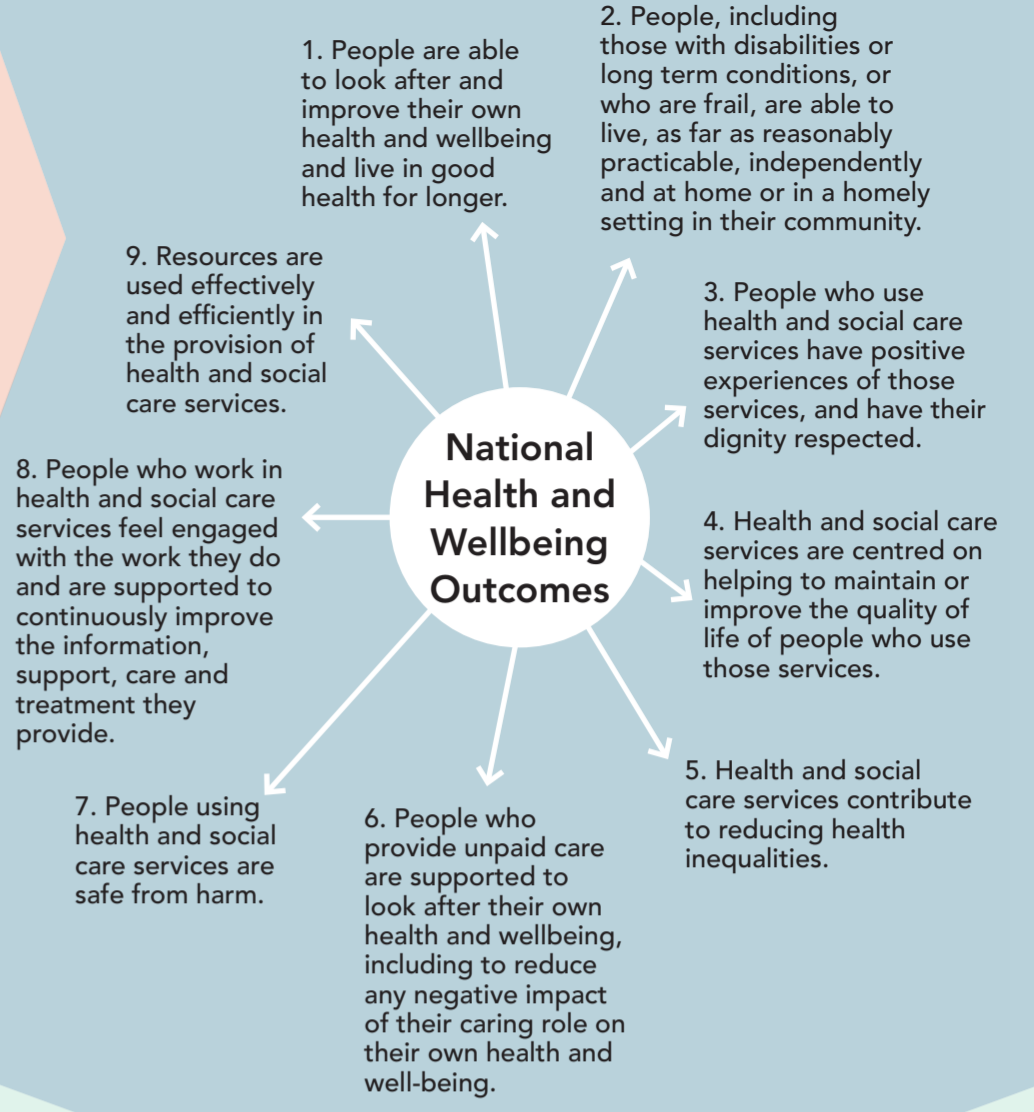 1. People are able
to look after and
improve their own
health and wellbeing
and live in good
health for longer.
2. People, including
those with disabilities or
long term conditions, or
who are frail, are able to
live, as far as reasonably
practicable, independently
and at home or in a homely
setting in their community.
3. People who use
health and social care
services have positive
experiences of those
services, and have their
dignity respected.
4. Health and social care
services are centred on
helping to maintain or
improve the quality of
life of people who use
those services.
5. Health and social
care services contribute
to reducing health
inequalities.
6. People who
provide unpaid care
are supported to
look after their own
health and wellbeing,
including to reduce
any negative impact
of their caring role on
their own health and
well-being.
7. People using
health and social
care services are
safe from harm.
8. People who work in
health and social care
services feel engaged
with the work they do
and are supported to
continuously improve
the information,
support, care and
treatment they
provide.
9. Resources are
used effectively
and efficiently in
the provision of
health and social
care services.
National
Health and
Wellbeing
Outcomes